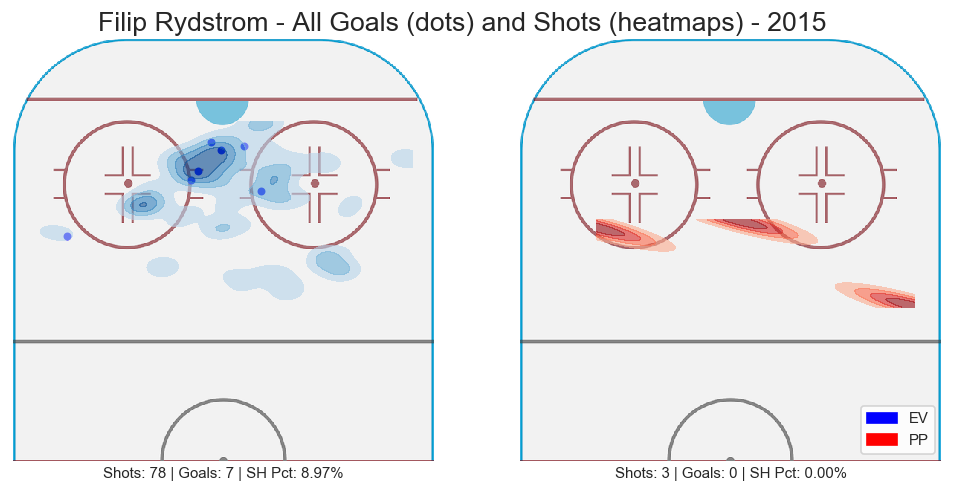 Filip Rydstrom - All Goals (dots) and Shots (heatmaps) - 2015
EV
PP
Shots: 78 | Goals: 7 | SH Pct: 8.97%
Shots: 3 | Goals: 0 | SH Pct: 0.00%